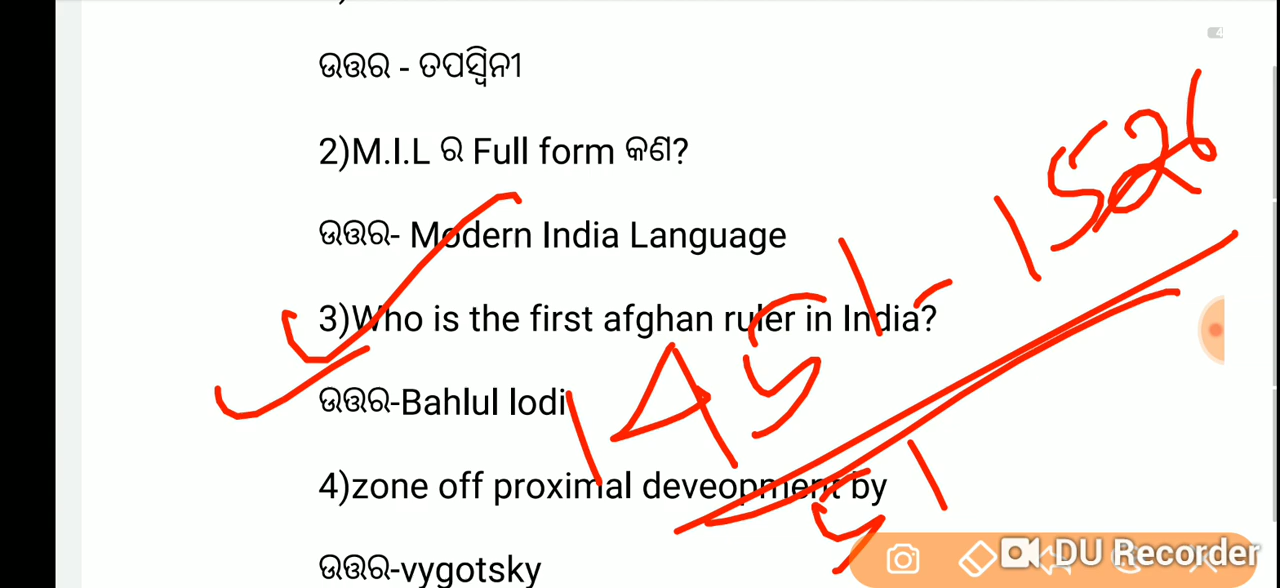 ଉତ୍ତର - ତପସ୍ୱିନୀ
2)M.I.L ର Full form କଣ?
ଉତ୍ତର- Modern India Language
3)Who is the first afghan ruler in India?
ଉତ୍ତର-Bahlul lodi
1451-1526
4)zone off proximal deveopment by
51
ଉତ୍ତର-vygotsky
DU Recorder